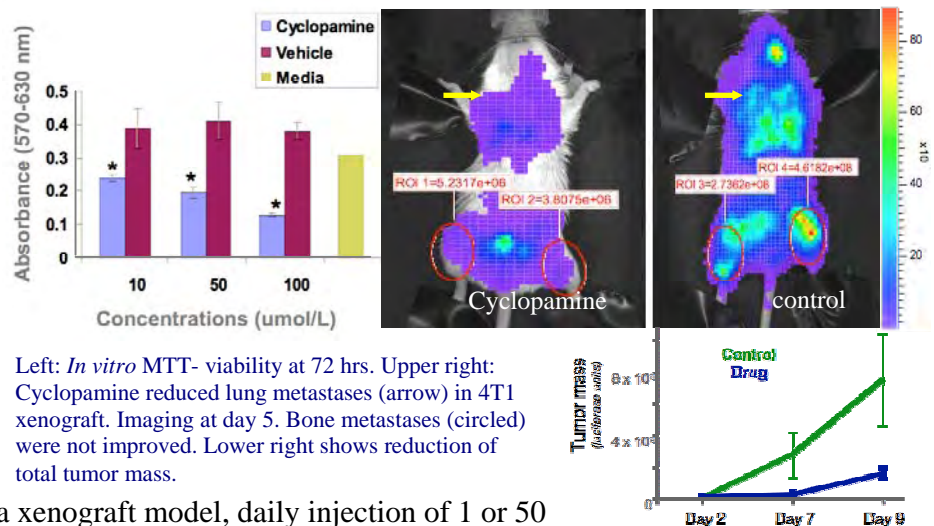 Cyclopamine
Vehicle
Media
Absorbance (570-630 nm)
0.5
0.4
0.3
0.2
0.1
0
*
*
*
10
50
100
Concentrations (umol/L)
ROI 1=5.2317e+06
ROI 2=3.8075e+06
Cyclopamine
ROI 4=4.6182e+08
ROI 3=2.7362e+08
control
80
60
x10
40
20
0
Left: In vitro MTT- viability at 72 hrs. Upper right:
Cyclopamine reduced lung metastases (arrow) in 4T1
xenograft. Imaging at day 5. Bone metastases (circled)
were not improved. Lower right shows reduction of
total tumor mass.
Control
Drug
Tumor mass
(luciferase units)
0
Day 2
Day 7
Day 9
a xenograft model, daily injection of 1 or 50